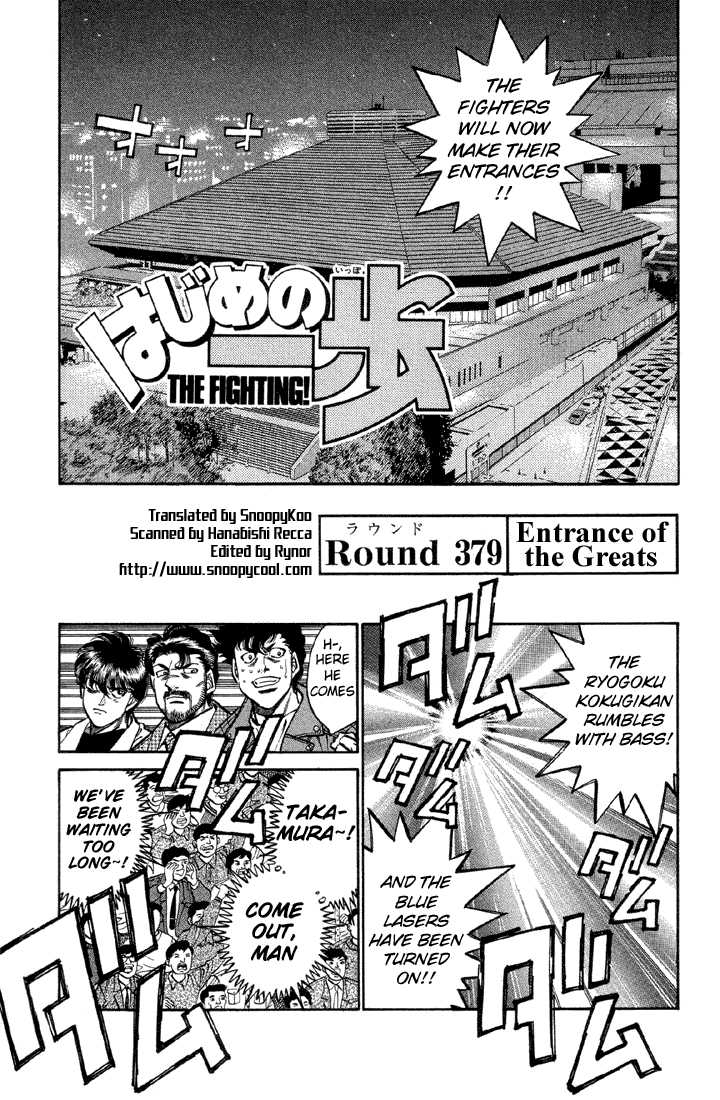 THE
FIGHTERS
WILL NOW
MAKE THEIR
ENTRANCES
!!
オオオ
いっぽ
はじめの一歩
THE FIGHTING!
Translated by SnoopyKoo
Scanned by Hanabishi Recca
Edited by Rynor
http://www.snoopycool.com
ラウンド
Round 379
Entrance of
the Greats
THE
RYOGOKU
KOKUGIKAN
RUMBLES
WITH BASS!
ダム
ダム
ダム
AND THE
BLUE
LASERS
HAVE BEEN
TURNED
ON!!
H-,
HERE
HE
COMES
ダム
WE'VE
BEEN
WAITING
TOO
LONG~!
TAKA-
MURA~!
COME
OUT,
MAN
ダム